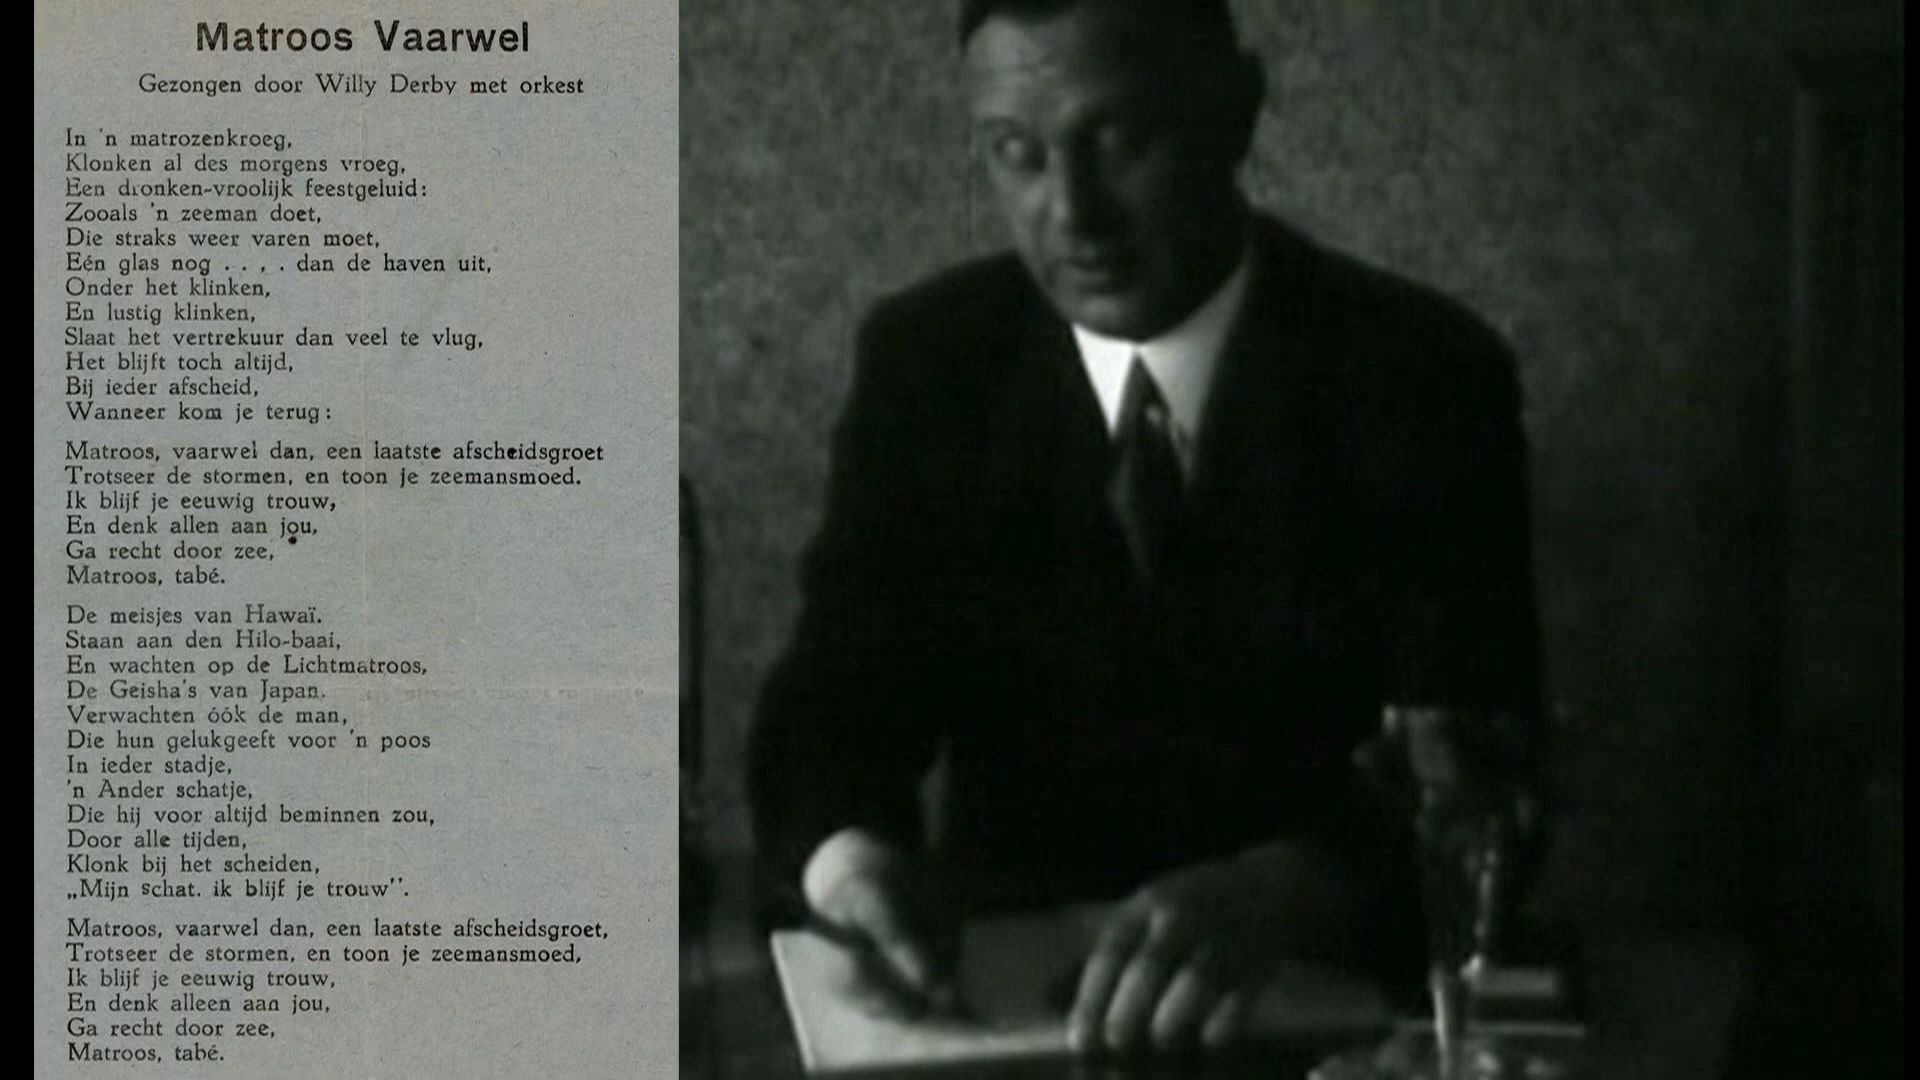 Matroos Vaarwel
Gezongen door Willy Derby met orkest
In 'n matrozenkroeg,
Klonken al des morgens vroeg,
Een dronken-vroolijk feestgeluid:
Zooals 'n zeeman doet,
Die straks weer varen moet,
Eén glas nog . . , . dan de haven uit,
Onder het klinken,
En lustig klinken,
Slaat het vertrekuur dan veel te vlug,
Het blijft toch altijd,
Bij ieder afscheid,
Wanneer kom je terug:
Matroos, vaarwel dan, een laatste afscheidsgroet
Trotseer de stormen, en toon je zeemansmoed.
Ik blijf je eeuwig trouw,
En denk allen aan jou,
Ga recht door zee,
Matroos, tabé.
De meisjes van Hawaï.
Staan aan den Hilo-baai,
En wachten op de Lichtmatroos,
De Geisha's van Japan.
Verwachten óók de man,
Die hun gelukgeeft voor 'n poos
In ieder stadje,
'n Ander schatje,
Die hij voor altijd beminnen zou,
Door alle tijden,
Klonk bij het scheiden,
„Mijn schat. ik blijf je trouw".
Matroos, vaarwel dan, een laatste afscheidsgroet,
Trotseer de stormen, en toon je zeemansmoed,
Ik blijf je eeuwig trouw,
En denk alleen aan jou,
Ga recht door zee,
Matroos, tabé.